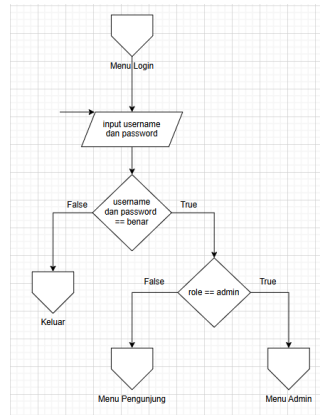 Menu Login
input username
dan password
False
username
dan password
== benar
True
False
role == admin
True
Keluar
Menu Pengunjung
Menu Admin